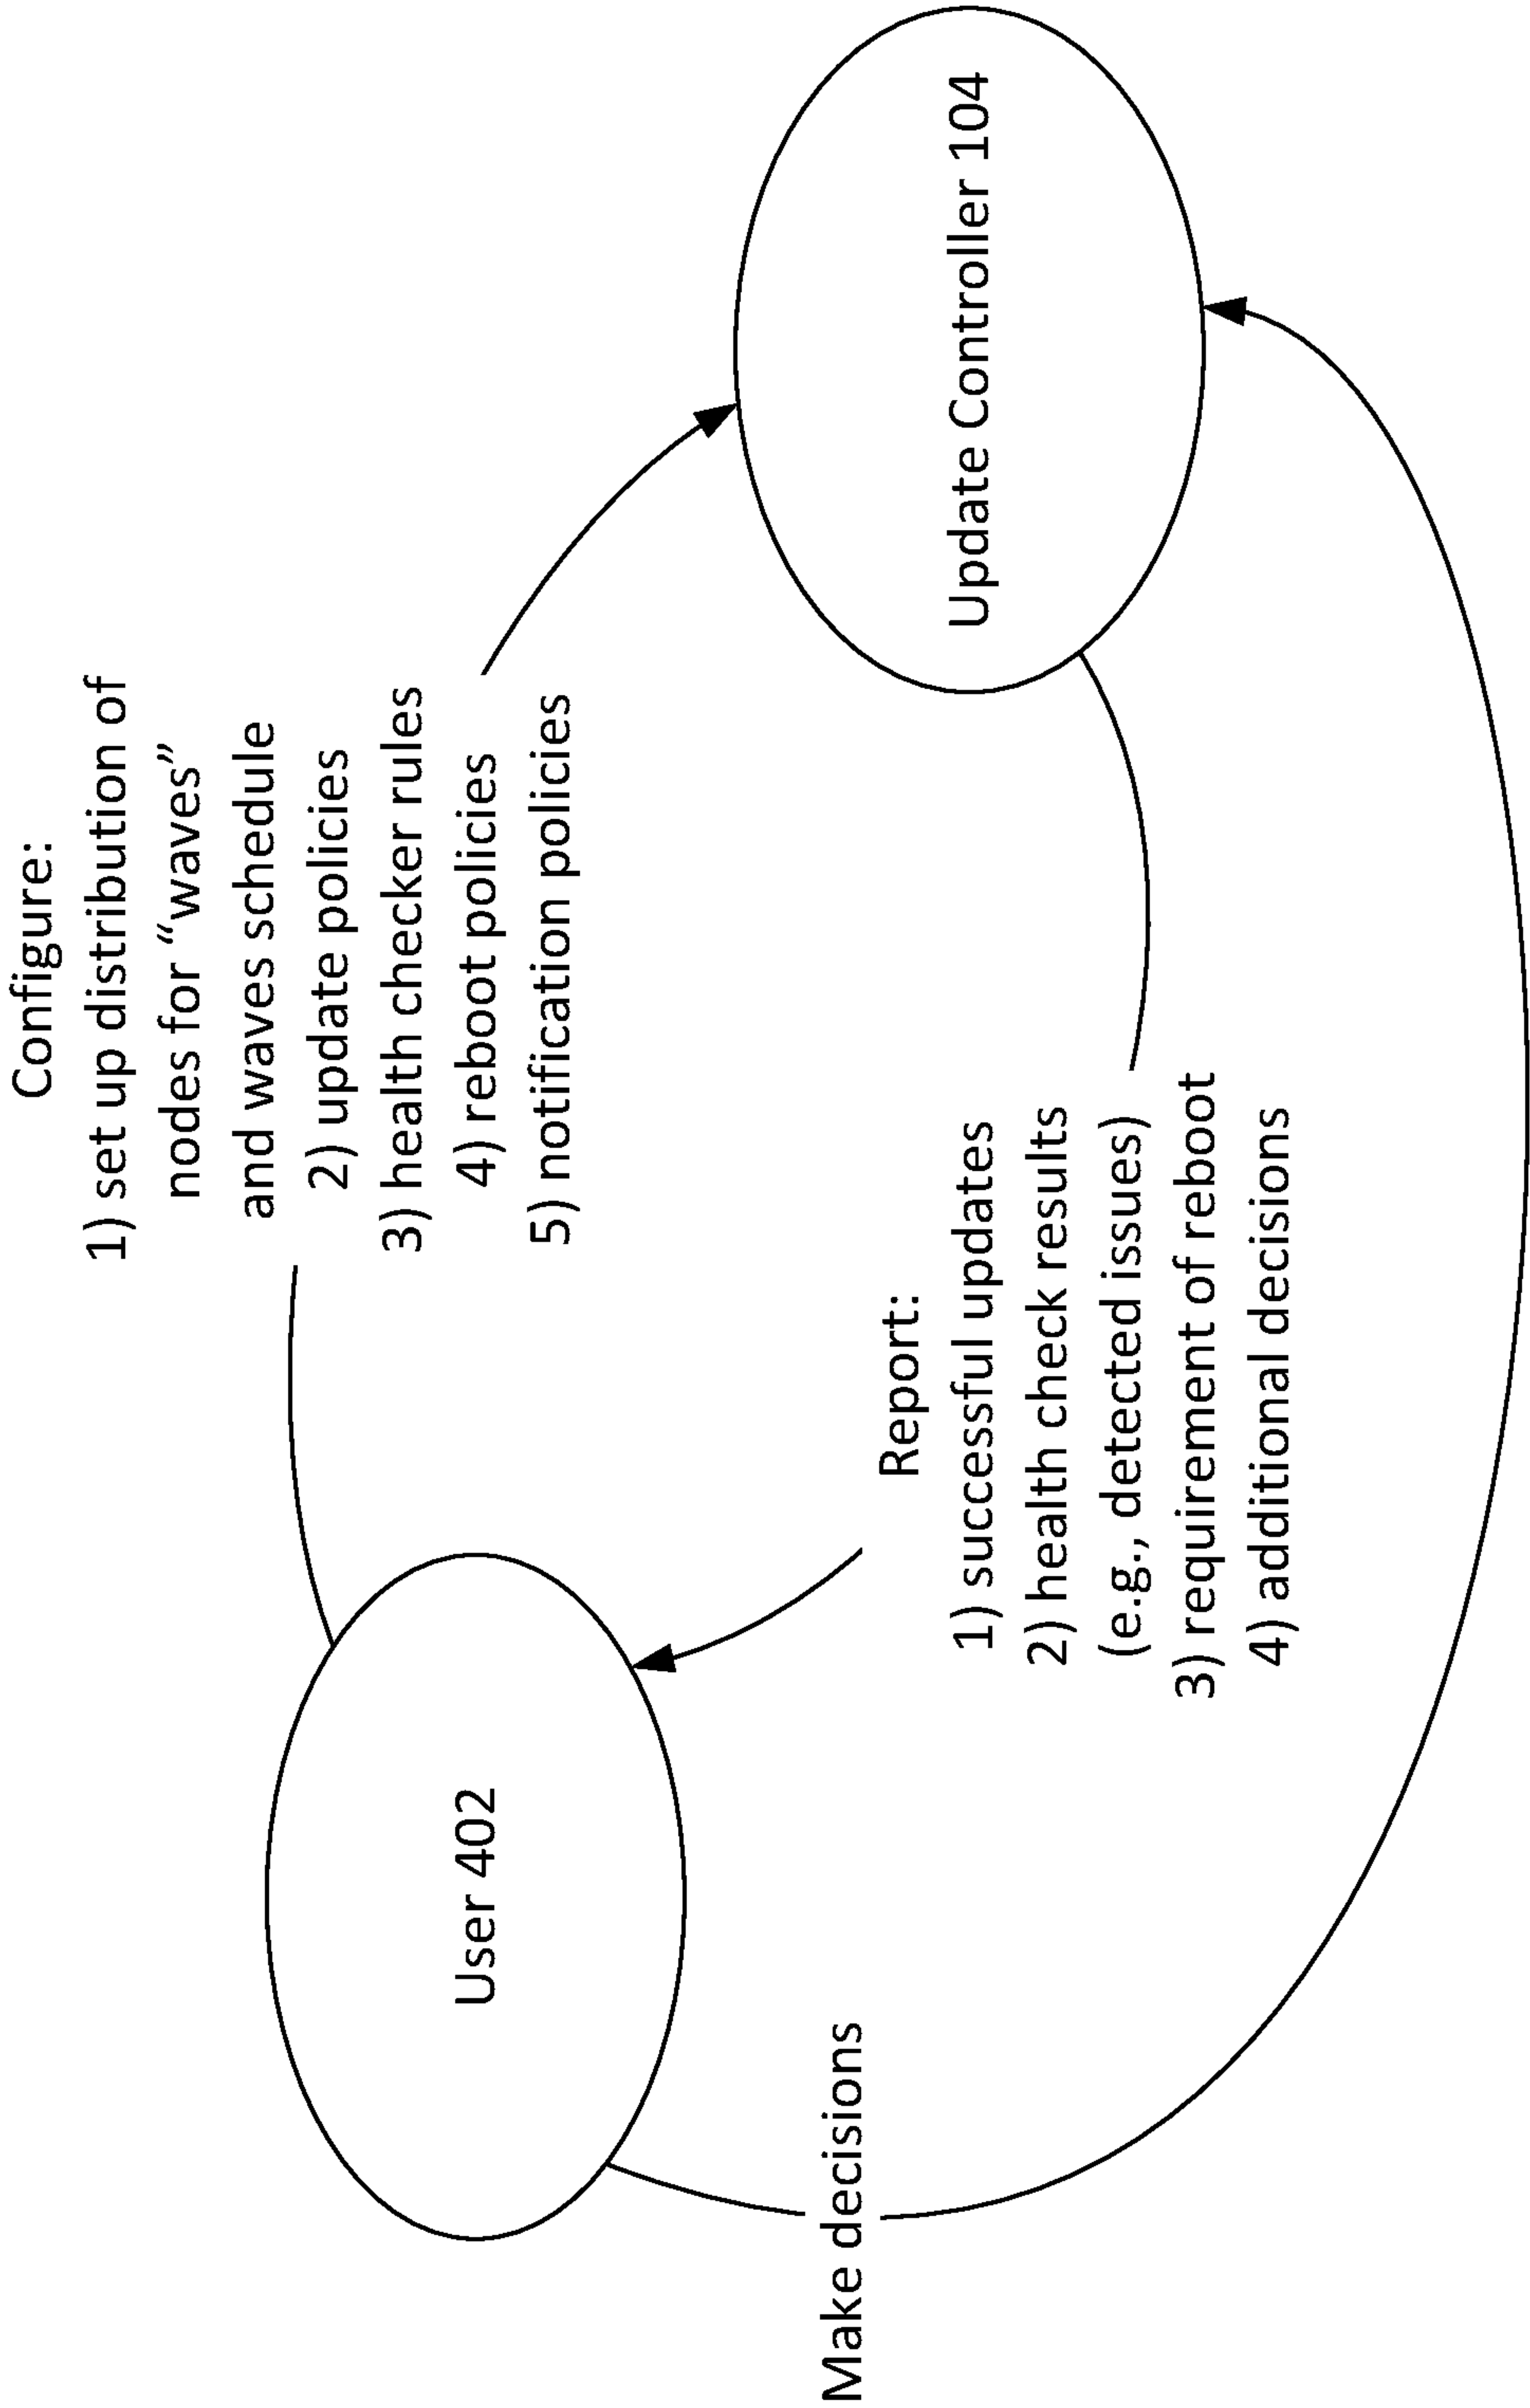 Configure:
1) set up distribution of
nodes for “waves”
and waves schedule
2) update policies
3) health checker rules
4) reboot policies
5) notification policies
User 402
Update Controller 104
Report:
1) successful updates
2) health check results
(e.g., detected issues)
3) requirement of reboot
4) additional decisions
Make decisions